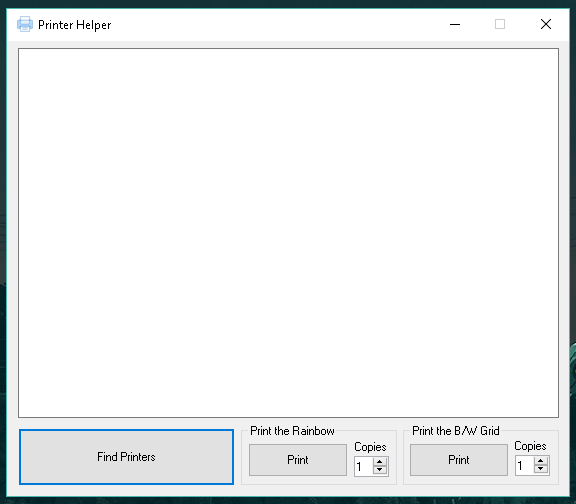 Printer Helper
Find Printers
Print the Rainbow
Print
Copies
1
Print the B/W Grid
Print
Copies
1